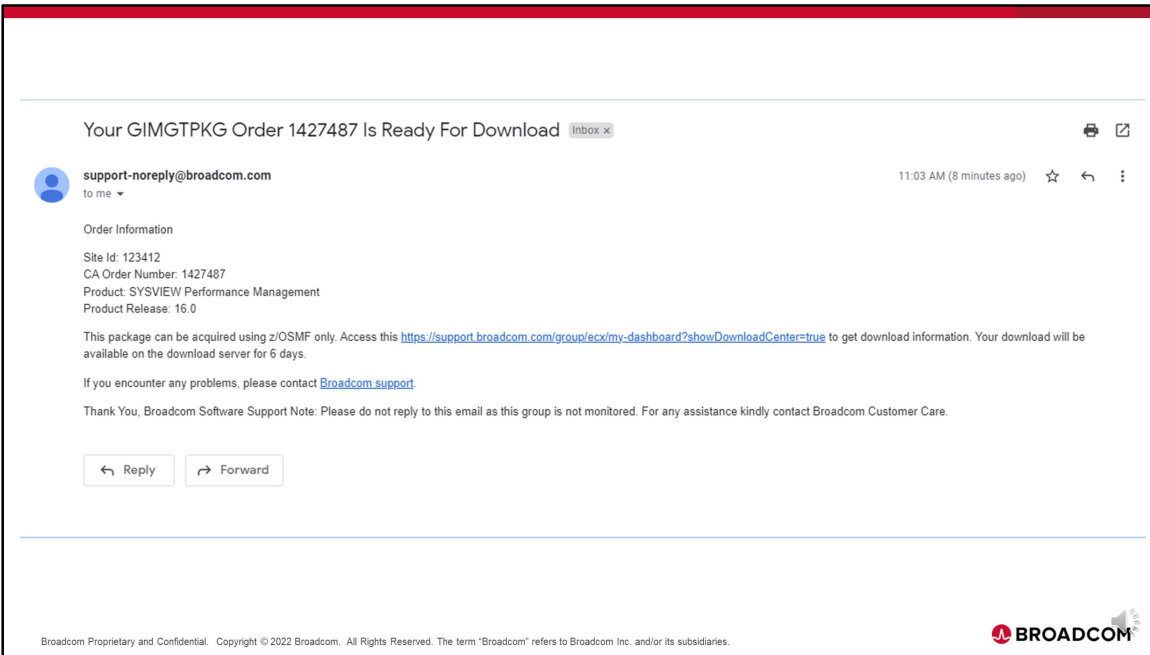 Your GIMGTPKG Order 1427487 Is Ready For Download Inbox x
support-noreply@broadcom.com 11:03 AM (8 minutes ago)
to me
Order Information
Site Id: 123412
CA Order Number: 1427487
Product: SYSVIEW Performance Management
Product Release: 16.0
This package can be acquired using z/OSMF only. Access this https://support.broadcom.com/group/ecx/my-dashboard?showDownloadCenter=true to get download information. Your download will be
available on the download server for 6 days.
If you encounter any problems, please contact Broadcom support.
Thank You, Broadcom Software Support Note: Please do not reply to this email as this group is not monitored. For any assistance kindly contact Broadcom Customer Care.
Reply Forward
Broadcom Proprietary and Confidential. Copyright © 2022 Broadcom. All Rights Reserved. The term “Broadcom” refers to Broadcom Inc. and/or its subsidiaries.
BROADCOM